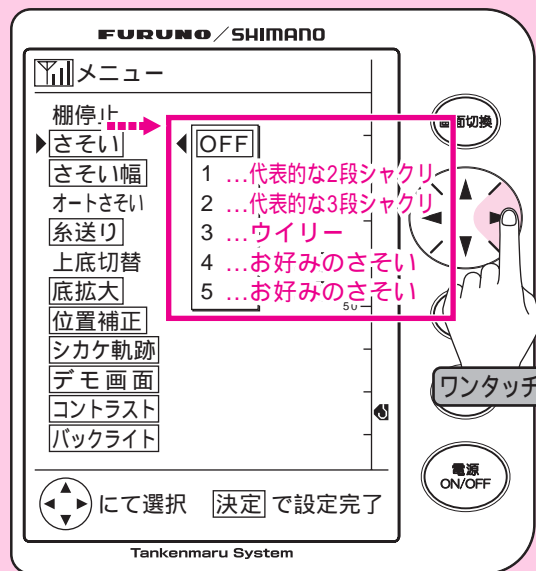 FURUNO/SHIMANO
メニュー
棚停止
さそい
さそい幅
オートさそい
糸送り
上底切替
底拡大
位置補正
シカケ軌跡
デモ画面
コントラスト
バックライト
OFF
1 ...代表的な2段シャクリ
2 ...代表的な3段シャクリ
3 ...ウイリー
4 ...お好みのさそい
5 ...お好みのさそい
50
にて選択 決定で設定完了
Tankenmaru System
画面切換
ワンタッチ
電源
ON/OFF